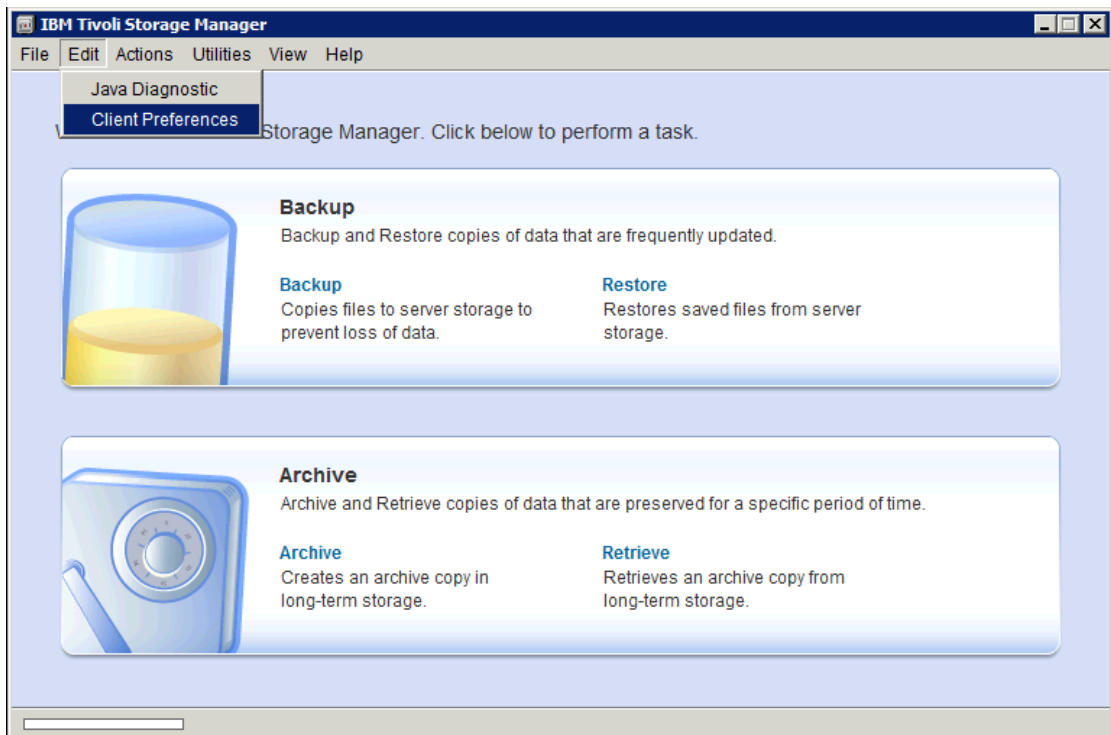 IBM Tivoli Storage Manager
File Edit Actions Utilities View Help
Java Diagnostic
Client Preferences
Storage Manager. Click below to perform a task.
Backup
Backup and Restore copies of data that are frequently updated.
Backup
Copies files to server storage to
prevent loss of data.
Restore
Restores saved files from server
storage.
Archive
Archive and Retrieve copies of data that are preserved for a specific period of time.
Archive
Creates an archive copy in
long-term storage.
Retrieve
Retrieves an archive copy from
long-term storage.